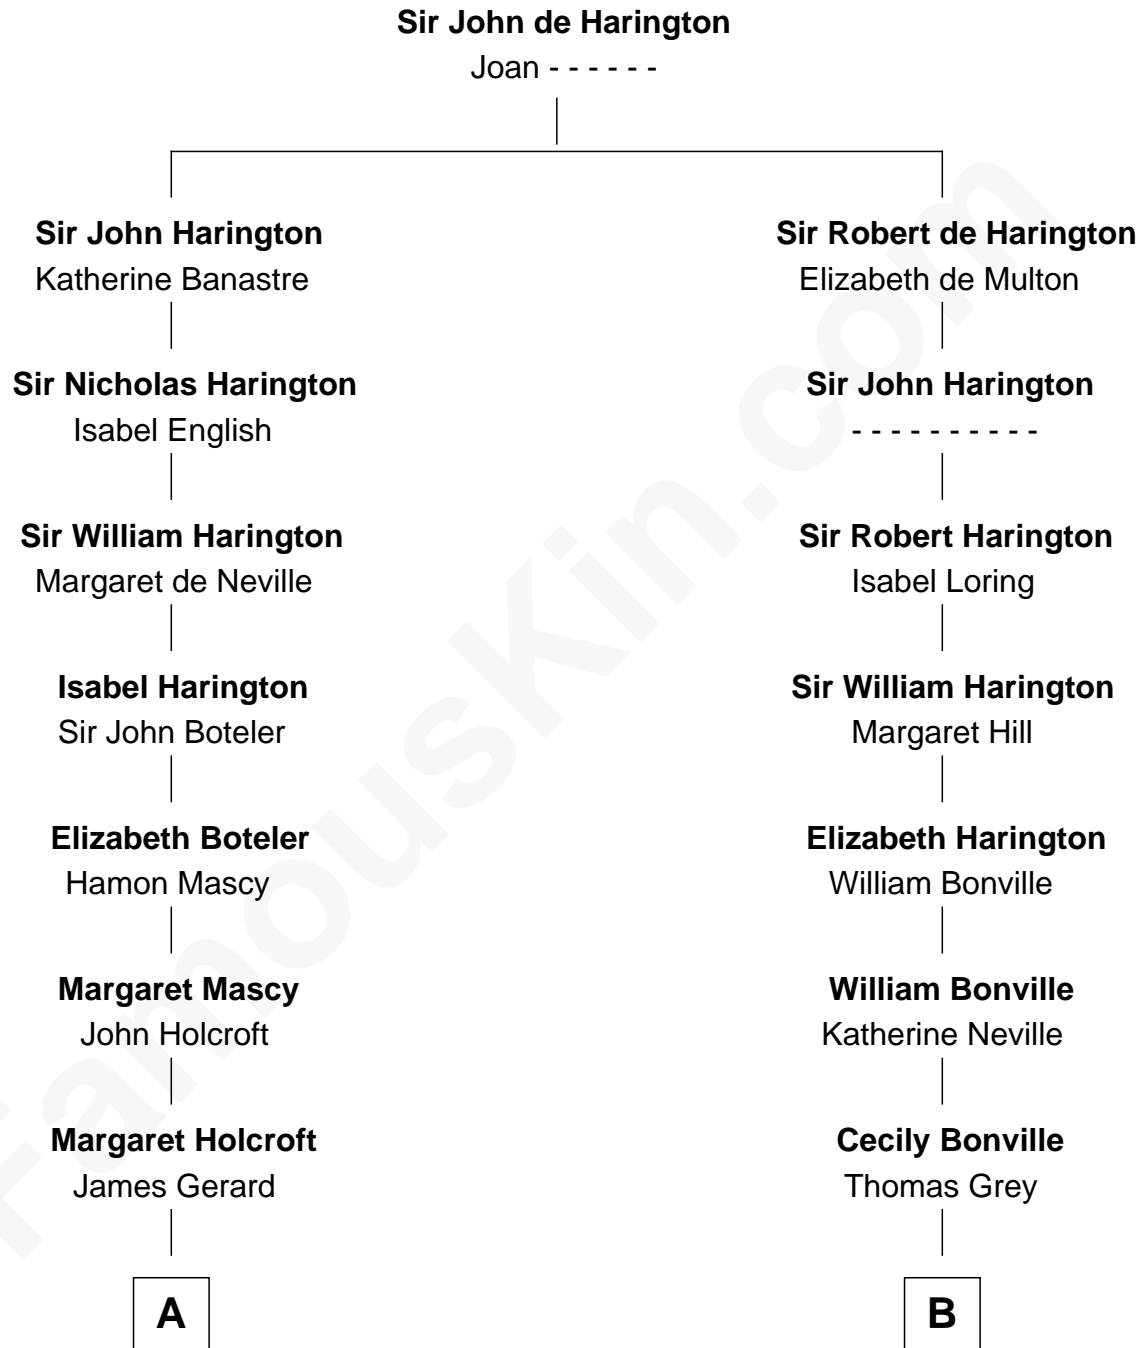 Sir John de Harington
Joan - - - - - -
Sir John Harington
Katherine Banastre
Sir Robert de Harington
Elizabeth de Multon
Sir Nicholas Harington
Isabel English
Sir John Harington
- - - - - - - - - -
Sir William Harington
Margaret de Neville
Sir Robert Harington
Isabel Loring
Isabel Harington
Sir John Boteler
Sir William Harington
Margaret Hill
Elizabeth Boteler
Hamon Mascy
Elizabeth Harington
William Bonville
Margaret Mascy
John Holcroft
William Bonville
Katherine Neville
Margaret Holcroft
James Gerard
Cecily Bonville
Thomas Grey
A
B
FamousKin.com